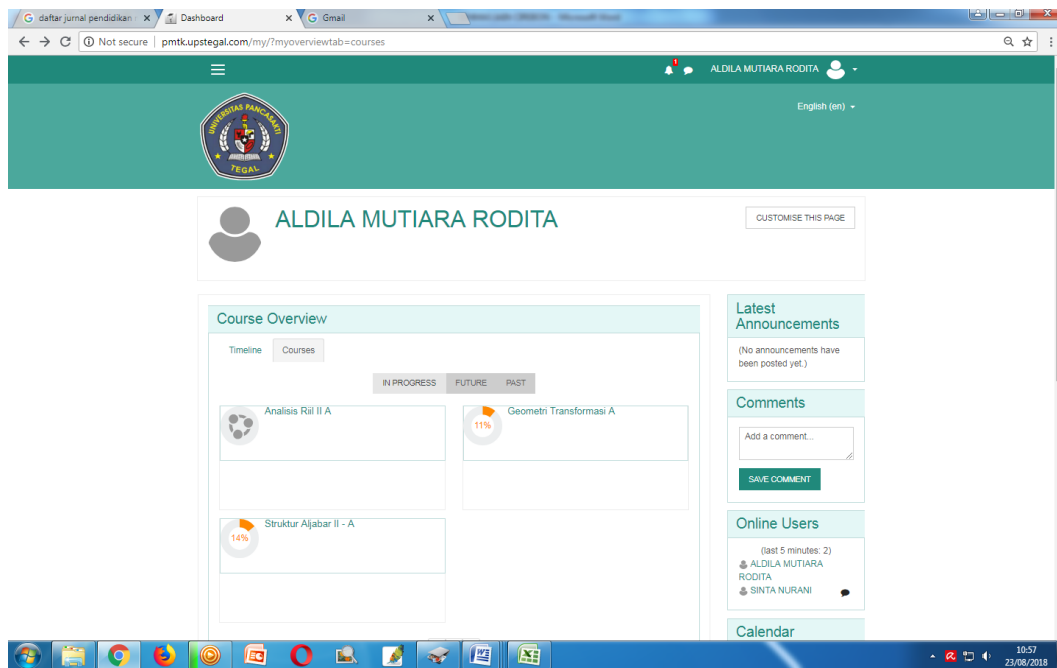 daftar jurnal pendidikan
Dashboard
Gmail
Not secure | pmtk.upstegal.com/my/?myoverviewtab=courses
1
ALDILA MUTIARA RODITA
English (en)
UNIVERSITAS PANCASAKTI
TEGAL
ALDILA MUTIARA RODITA
CUSTOMISE THIS PAGE
Course Overview
Timeline
Courses
IN PROGRESS
FUTURE
PAST
Analisis Riil II A
11%
Geometri Transformasi A
14%
Struktur Aljabar II - A
Latest
Announcements
(No announcements have
been posted yet.)
Comments
Add a comment...
SAVE COMMENT
Online Users
(last 5 minutes: 2)
ALDILA MUTIARA
RODITA
SINTA NURANI
Calendar
10:57
23/08/2018